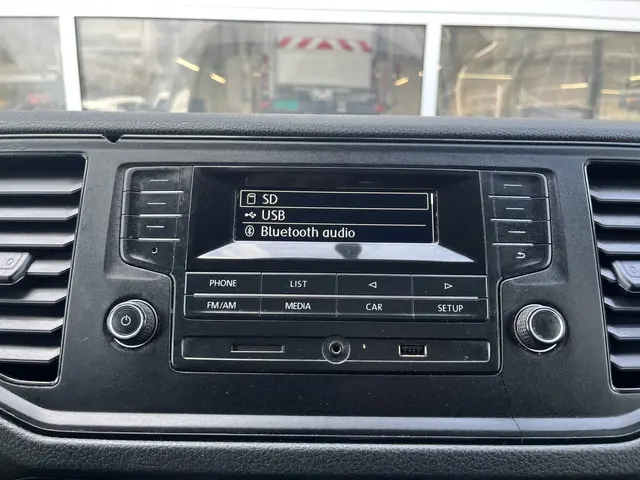 SD
USB
Bluetooth audio
PHONE LIST
FM/AM MEDIA CAR SETUP